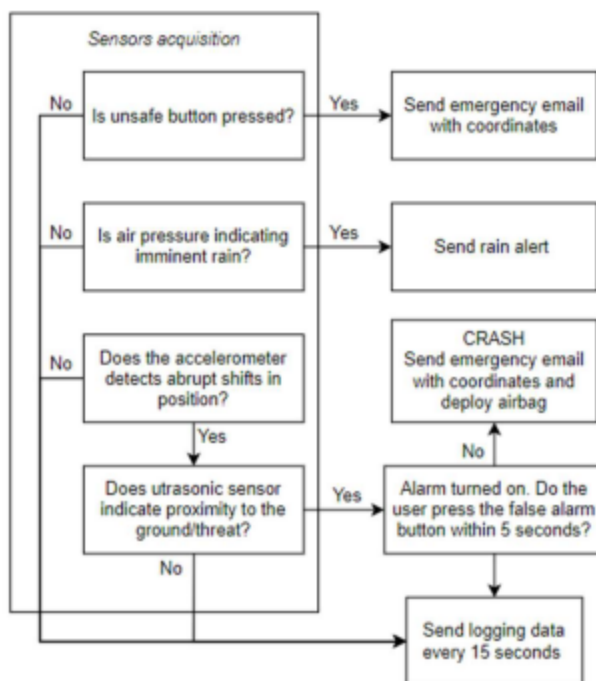 Sensors acquisition
No
Is unsafe button pressed?
Yes
Send emergency email
with coordinates
No
Is air pressure indicating
imminent rain?
Yes
Send rain alert
No
Does the accelerometer
detects abrupt shifts in
position?
CRASH
Send emergency email
with coordinates and
deploy airbag
Yes
No
Does utrasonic sensor
indicate proximity to the
ground/threat?
Yes
Alarm turned on. Do the
user press the false alarm
button within 5 seconds?
No
Send logging data
every 15 seconds